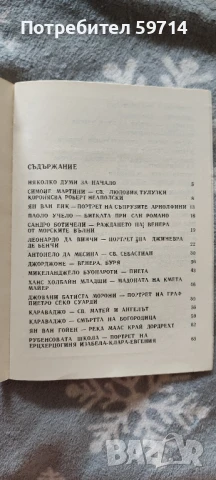 Потребител 59714
СЪДЪРЖАНИЕ
НЯКОЛКО ДУМИ ЗА НАЧАЛО 5
СИМОНЕ МАРТИНИ — СВ. ЛЮДОВИК ТУЛУЗКИ
КОРОНЯСВА РОБЕРТ НЕАПОЛСКИ
ЯН ВАН ЕЙК — ПОРТРЕТ НА СЪПРУЗИТЕ АРНОЛФИНИ
ПАОЛО УЧЕЛО — БИТКАТА ПРИ САН РОМАНО
САНДРО БОТИЧЕЛИ — РАЖДАНЕТО НА ВЕНЕРА
ОТ МОРСКИТЕ ВЪЛНИ
ЛЕОНАРДО ДА ВИНЧИ — ПОРТРЕТ НА ДЖИНЕВРА
ДЕ БЕНЧИ
АНТОНЕЛО ДА МЕСИНА — СВ. СЕБАСТИАН
ДЖОРДЖОНЕ — ВЕНЕРА, БУРЯ
МИКЕЛАНДЖЕЛО БУОНАРОТИ — ПИЕТА
ХАНС ХОЛБАЙН МЛАДШИ — МАДОНАТА НА КМЕТА
МАЙЕР
ДЖОВАНИ БАТИСТА МОРОНИ — ПОРТРЕТ НА ГРАФ
ПИЕТРО СЕКО СУАРДИ
КАРАВАДЖО — СВ. МАТЕЙ И АНГЕЛЪТ
КАРАВАДЖО — СМЪРТТА НА БОГОРОДИЦА
ЯН ВАН ГОЙЕН — РЕКА МААС КРАЙ ДОРДРЕХТ
РУБЕНСОВАТА ШКОЛА — ПОРТРЕТ НА
ЕРЦХЕРЦОГИНЯ ИЗАБЕЛА-КЛАРА-ЕВГЕНИЯ
bazar